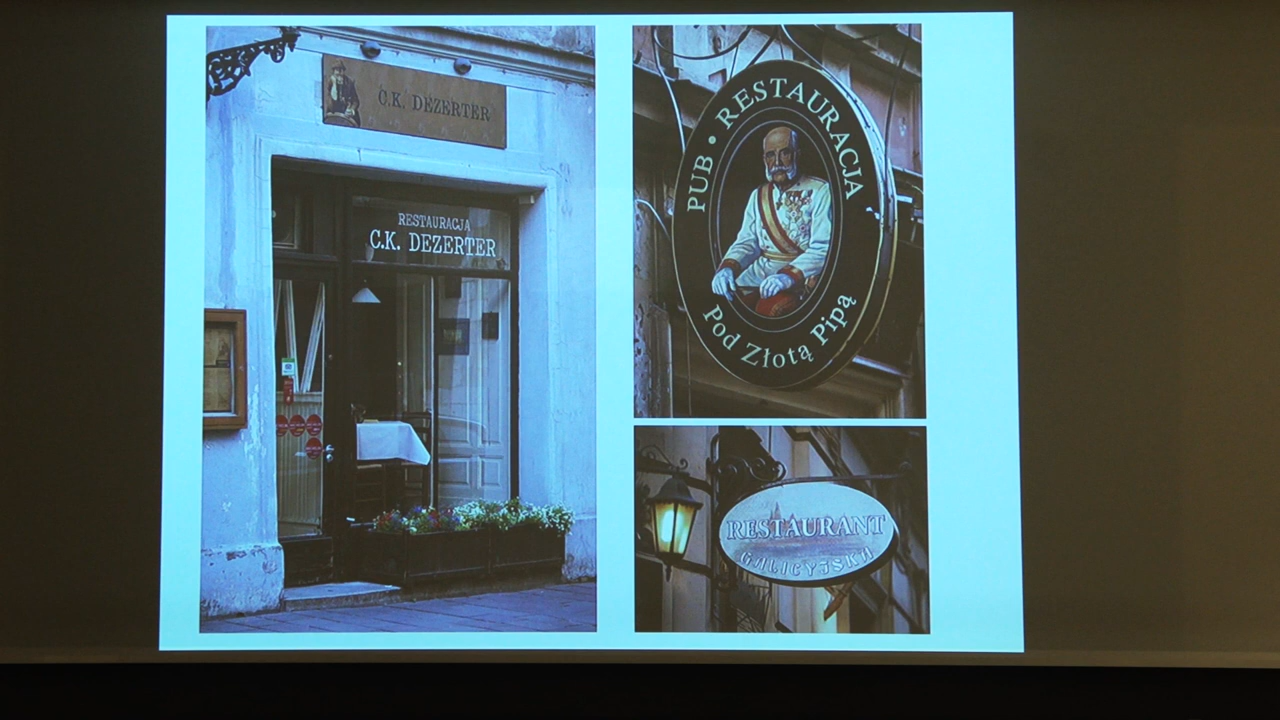 C.K. DEZERTER
RESTAURACJA
C.K. DEZERTER
PUB • RESTAURACJA
Pod Złotą Pipą
RESTAURANT
GALICYJSKA